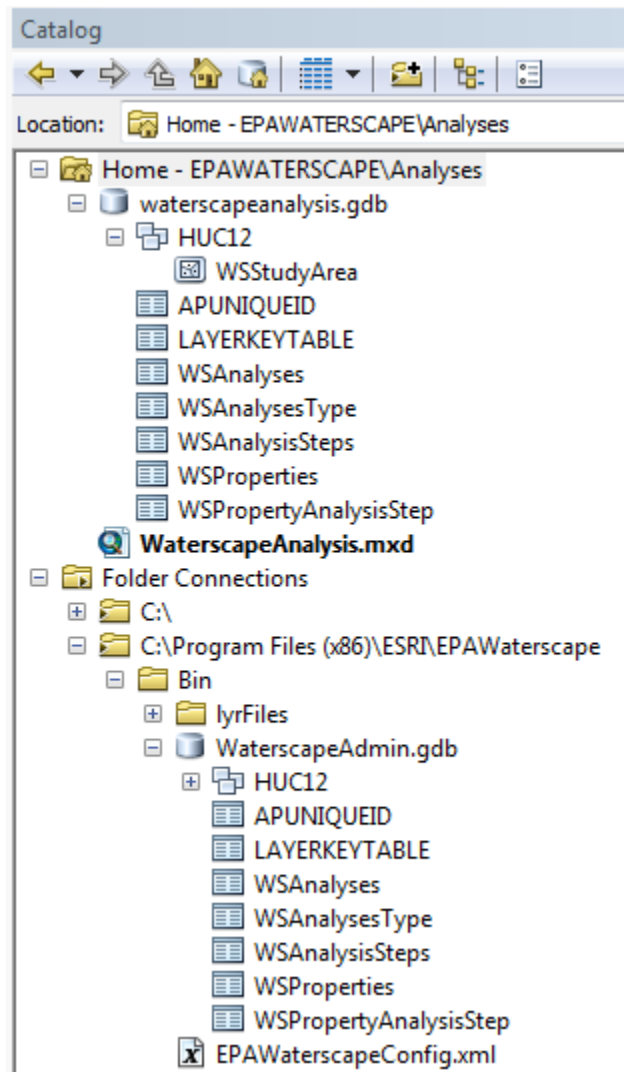 Catalog
Location: Home - EPAWATERSCAPE\Analyses
Home - EPAWATERSCAPE\Analyses
waterscapeanalysis.gdb
HUC12
WSStudyArea
APUNIQUEID
LAYERKEYTABLE
WSAnalyses
WSAnalysesType
WSAnalysisSteps
WSProperties
WSPropertyAnalysisStep
WaterscapeAnalysis.mxd
Folder Connections
C:\
C:\Program Files (x86)\ESRI\EPAWaterscape
Bin
lyrFiles
WaterscapeAdmin.gdb
HUC12
APUNIQUEID
LAYERKEYTABLE
WSAnalyses
WSAnalysesType
WSAnalysisSteps
WSProperties
WSPropertyAnalysisStep
EPAWaterscapeConfig.xml